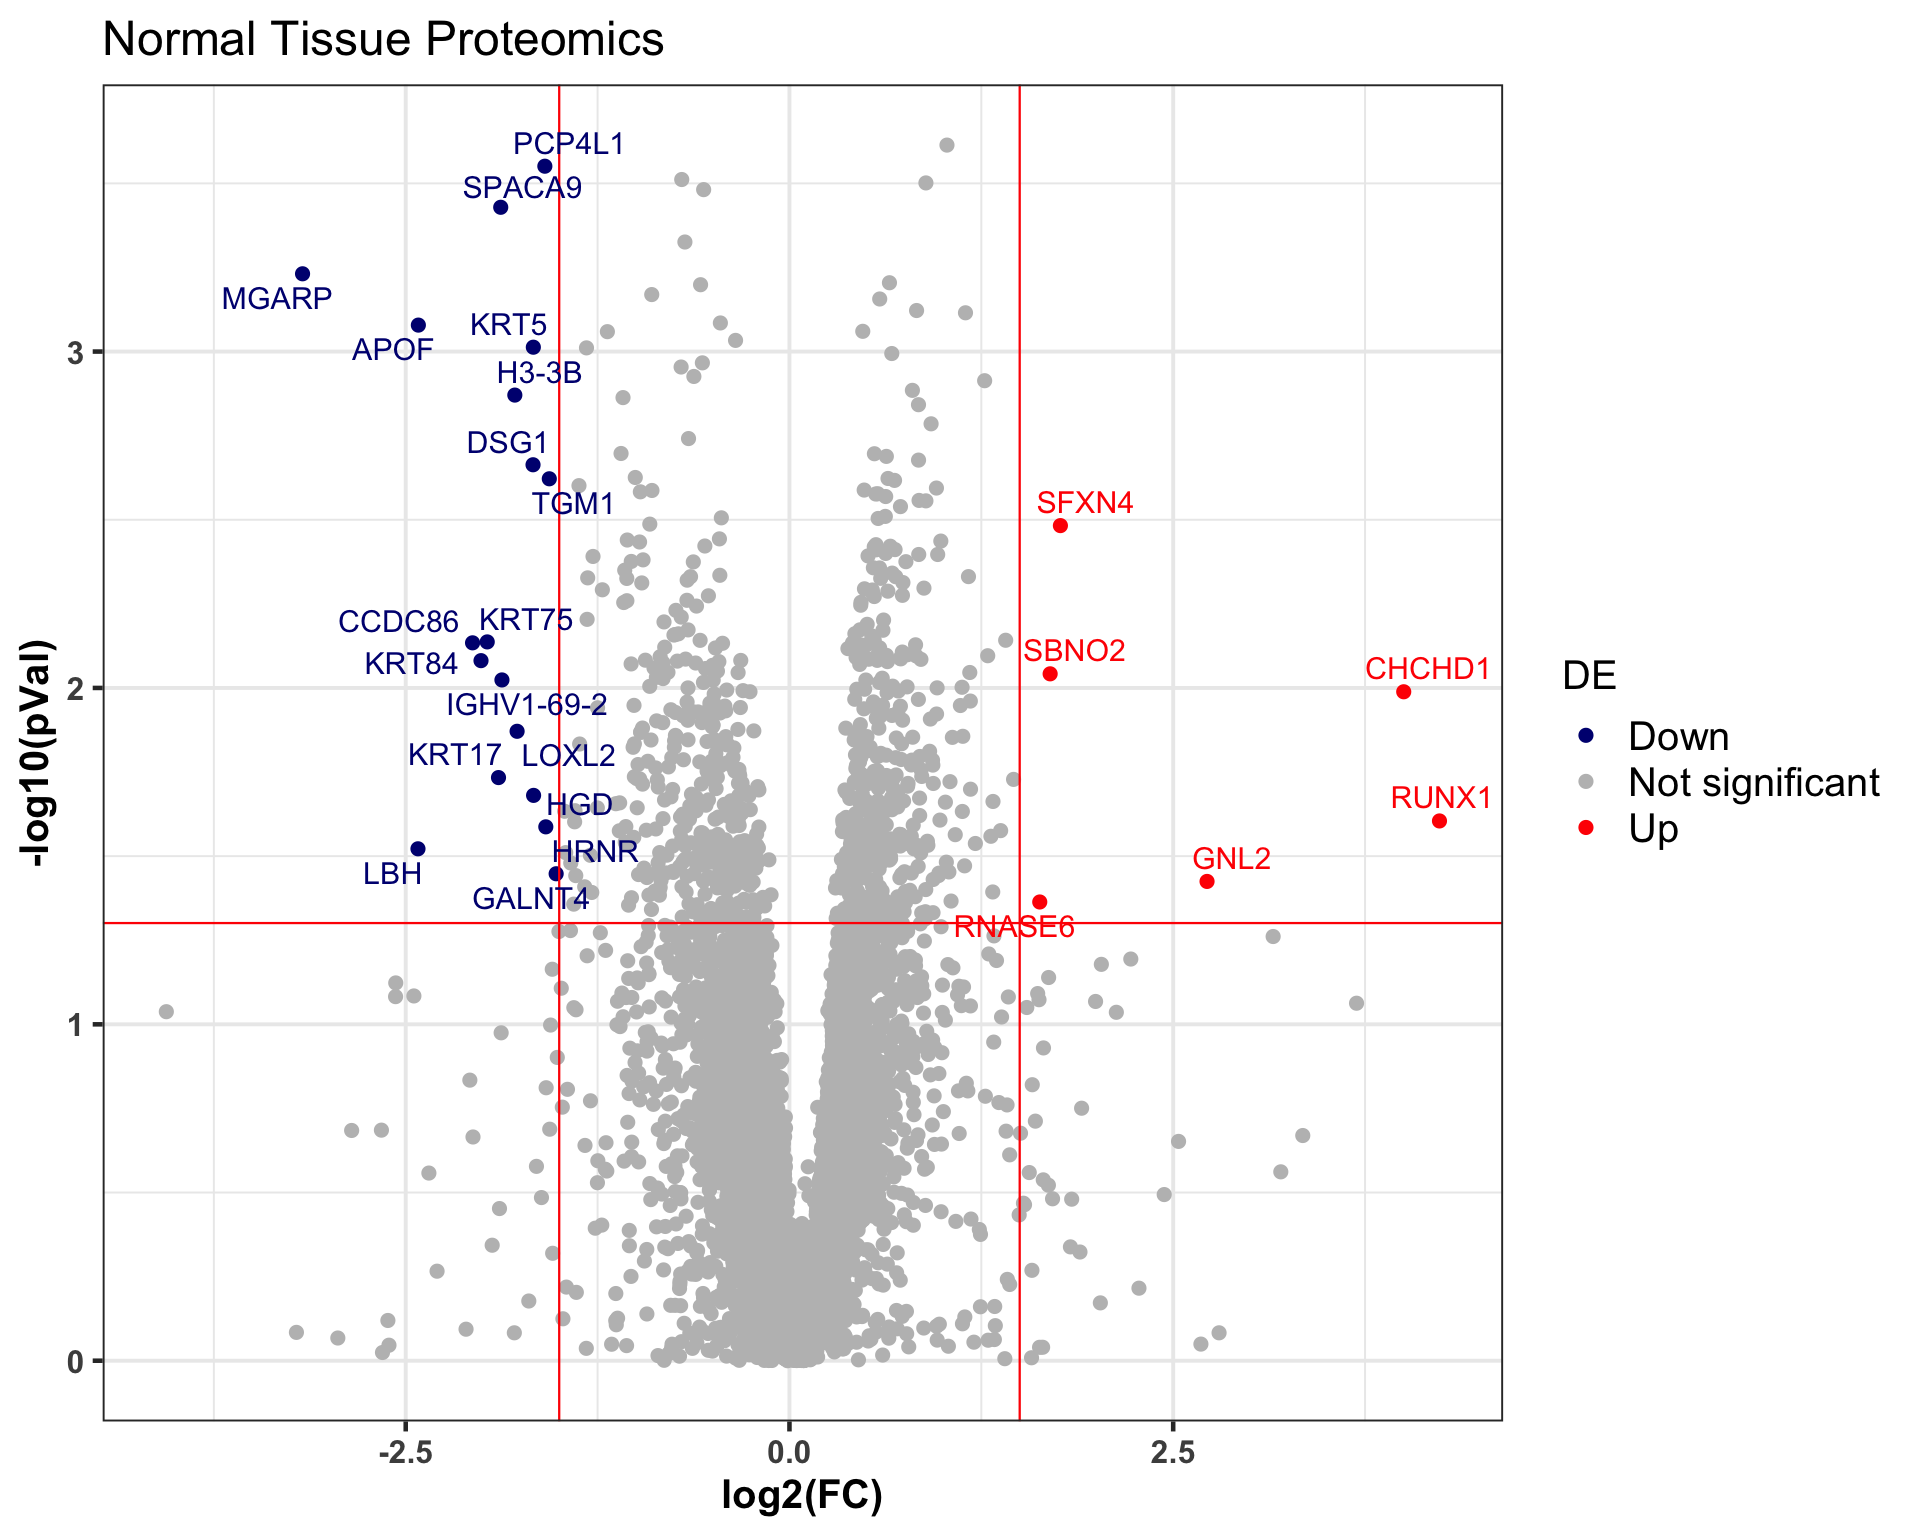 Normal Tissue Proteomics
PCP4L1
SPACA9
MGARP
KRT5
APOF
H3-3B
DSG1
TGM1
SFXN4
CCDC86
KRT75
KRT84
SBNO2
CHCHD1
IGHV1-69-2
KRT17
LOXL2
HGD
RUNX1
HRNR
LBH
GNL2
GALNT4
RNASE6
3
2
1
0
-log10(pVal)
-2.5
0.0
2.5
log2(FC)
DE
Down
Not significant
Up